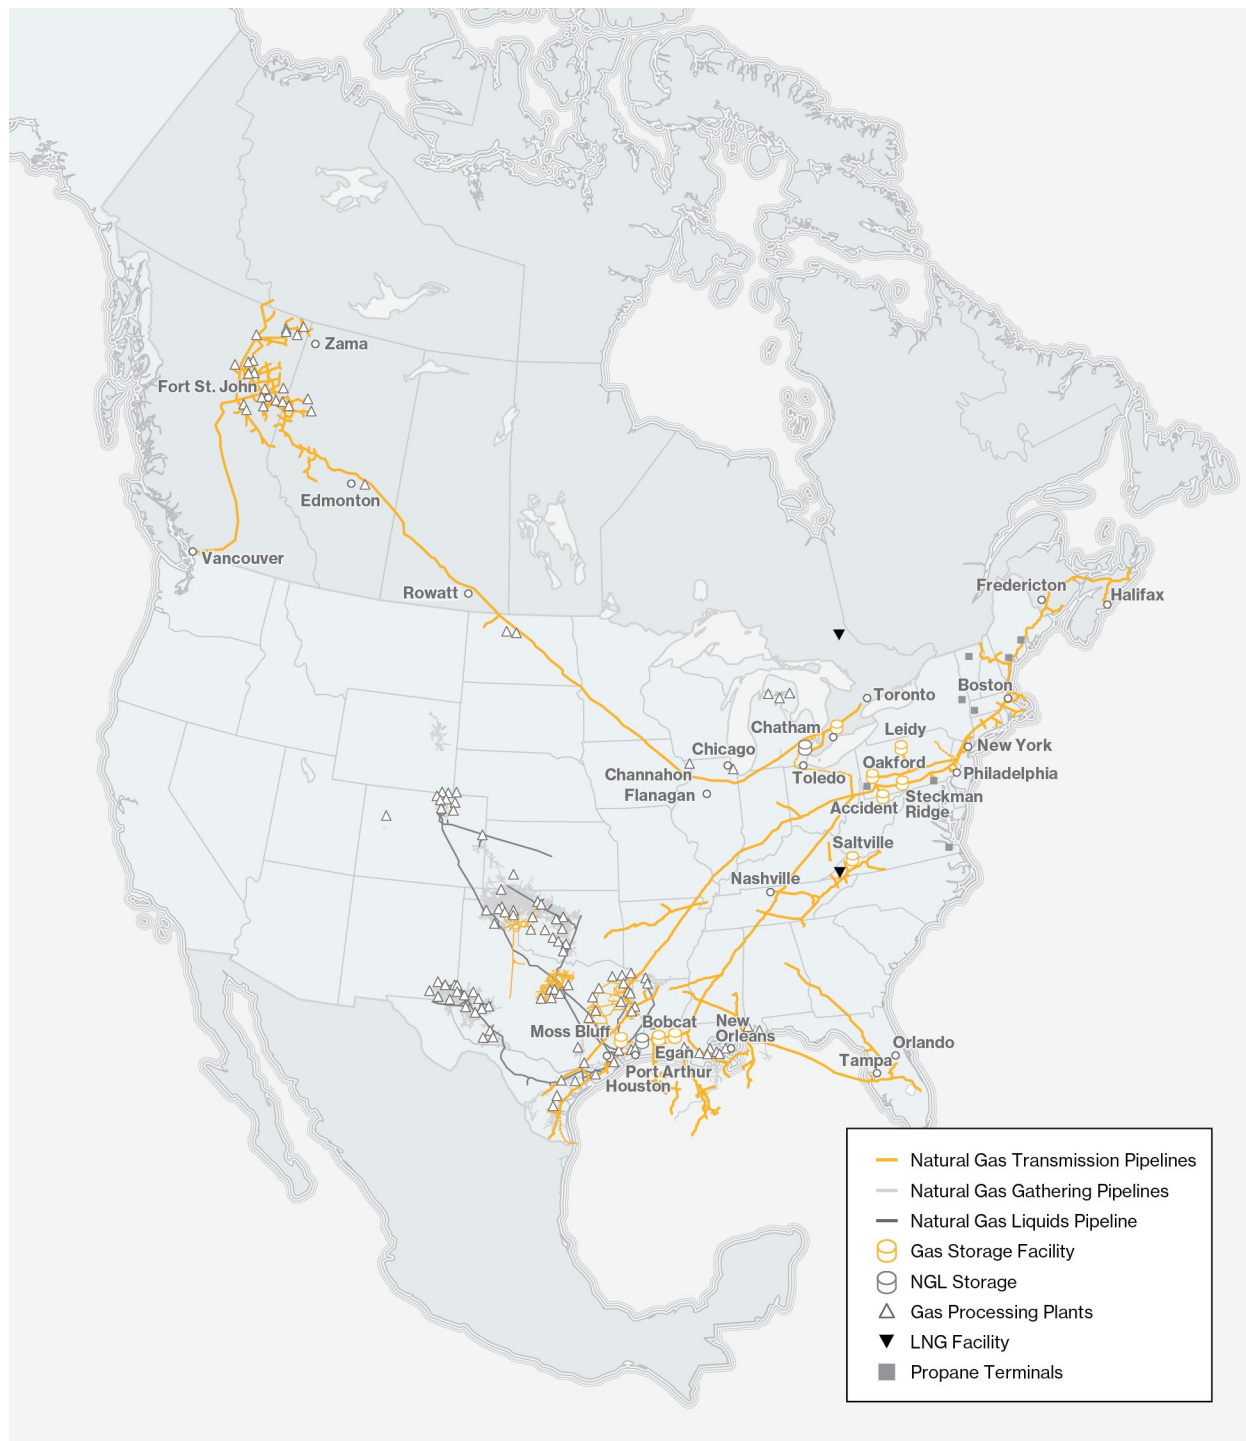 Zama
Fort St. John
Edmonton
Vancouver
Rowatt
Fredericton
Halifax
Toronto
Boston
Chatham
Leidy
Chicago
New York
Oakford
Channahon
Toledo
Philadelphia
Flanagan
Accident
Steckman
Ridge
Saltville
Nashville
Moss Bluff
Bobcat
New
Orleans
Orlando
Egan
Tampa
Port Arthur
Houston
Natural Gas Transmission Pipelines
Natural Gas Gathering Pipelines
Natural Gas Liquids Pipeline
Gas Storage Facility
NGL Storage
Gas Processing Plants
LNG Facility
Propane Terminals